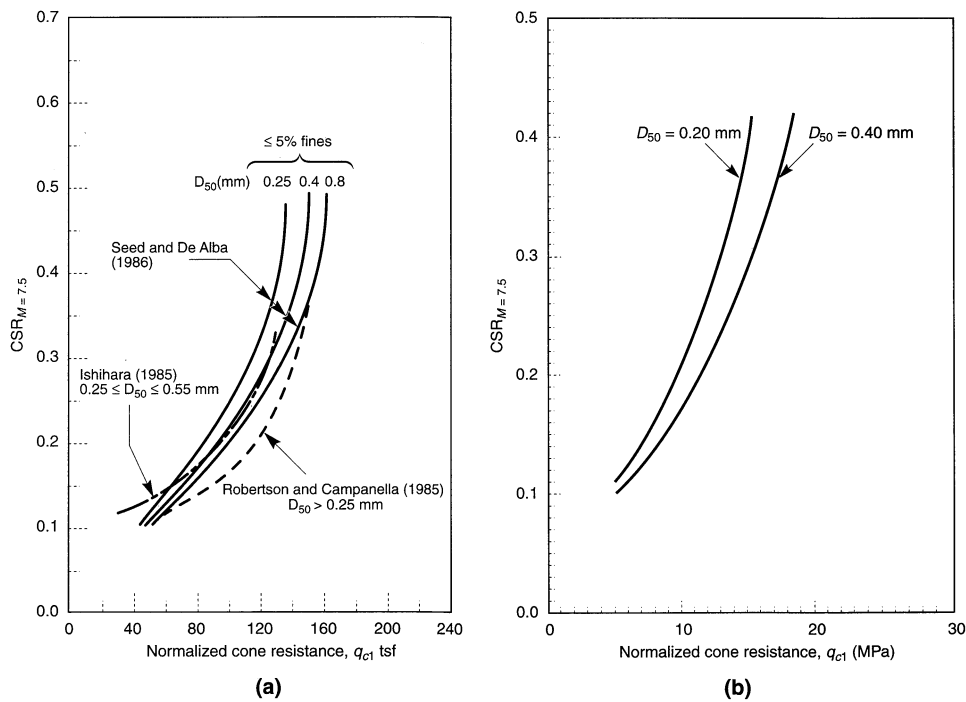 0.7
0.6
0.5
0.4
0.3
0.2
0.1
0.0
CSR_M = 7.5
≤ 5% fines
D50(mm) 0.25 0.4 0.8
Seed and De Alba
(1986)
Ishihara (1985)
0.25 ≤ D50 ≤ 0.55 mm
Robertson and Campanella (1985)
D50 > 0.25 mm
0 40 80 120 160 200 240
Normalized cone resistance, qc1 tsf
(a)
0.5
0.4
0.3
0.2
0.1
0.0
CSR_M = 7.5
D50 = 0.20 mm
D50 = 0.40 mm
0 10 20 30
Normalized cone resistance, qc1 (MPa)
(b)